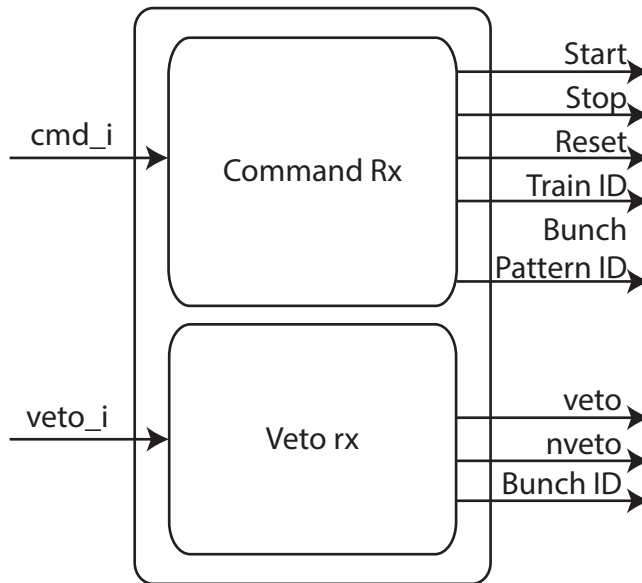 cmd_i
Command Rx
Start
Stop
Reset
Train ID
Bunch
Pattern ID
veto_i
Veto rx
veto
nveto
Bunch ID